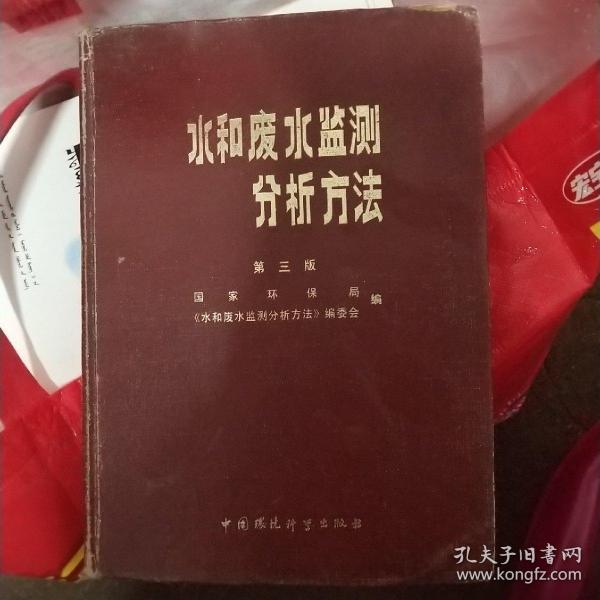 水和废水监测
分析方法
第三版
国家环保局
《水和废水监测分析方法》编委会
编
中国环境科学出版社
孔夫子旧书网
www.kongfz.com